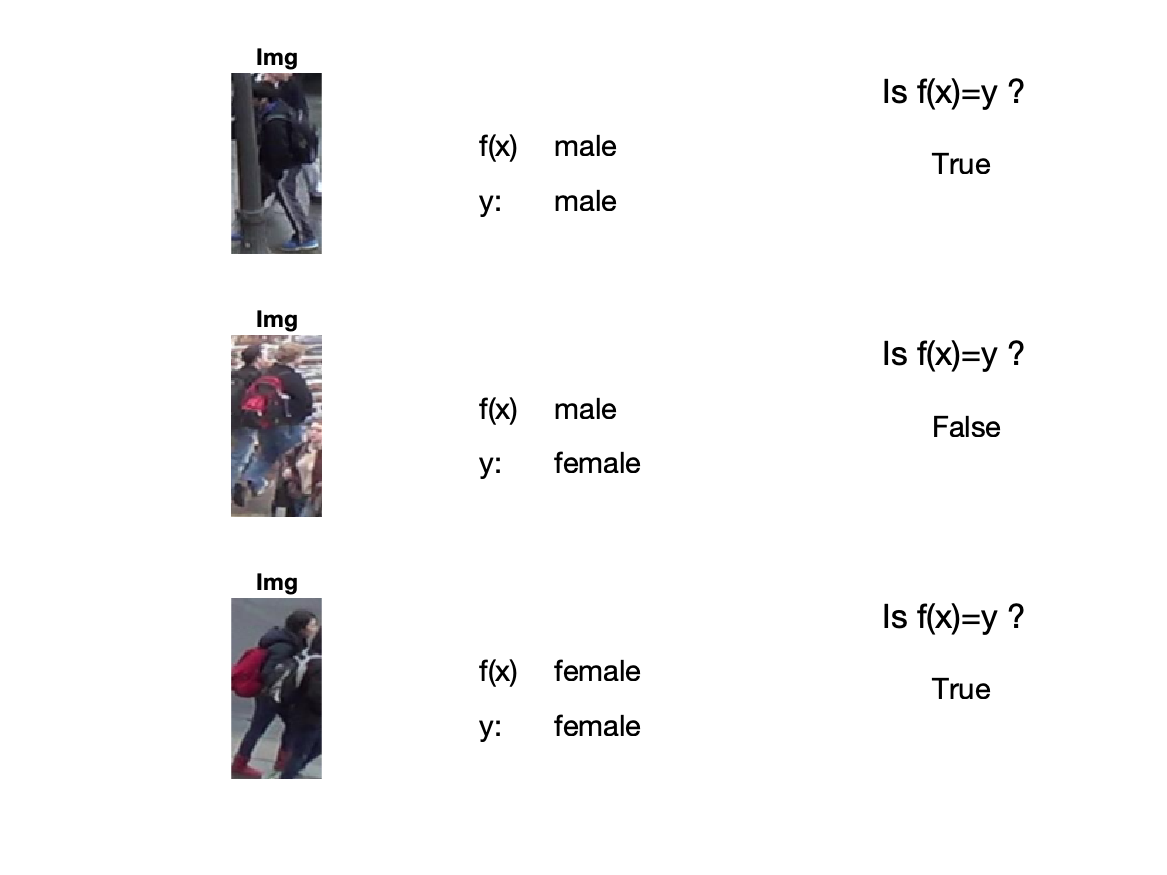 Img
Is f(x)=y ?
f(x) male
True
y: male
Img
Is f(x)=y ?
f(x) male
False
y: female
Img
Is f(x)=y ?
f(x) female
True
y: female